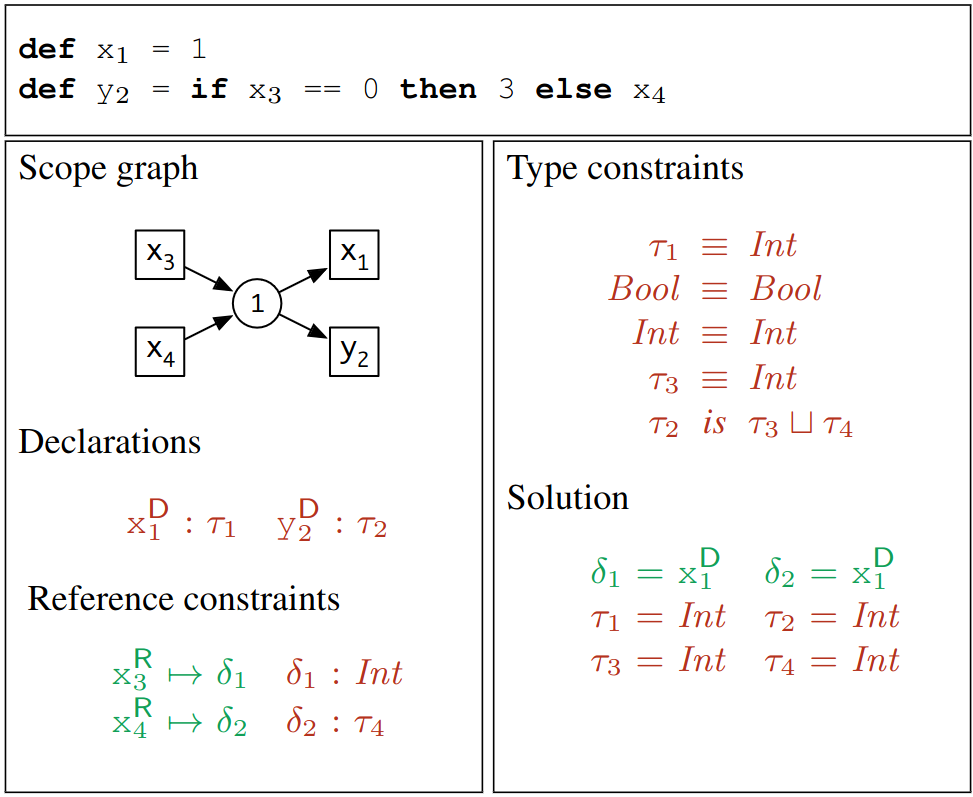 def x₁ = 1
def y₂ = if x₃ == 0 then 3 else x₄
Scope graph
x₃ x₁
1
x₄ y₂
Declarations
x₁ᴰ : τ₁ y₂ᴰ : τ₂
Reference constraints
x₃ᴿ ↦ δ₁ δ₁ : Int
x₄ᴿ ↦ δ₂ δ₂ : τ₄
Type constraints
τ₁ ≡ Int
Bool ≡ Bool
Int ≡ Int
τ₃ ≡ Int
τ₂ is τ₃ ⊔ τ₄
Solution
δ₁ = x₁ᴰ δ₂ = x₁ᴰ
τ₁ = Int τ₂ = Int
τ₃ = Int τ₄ = Int